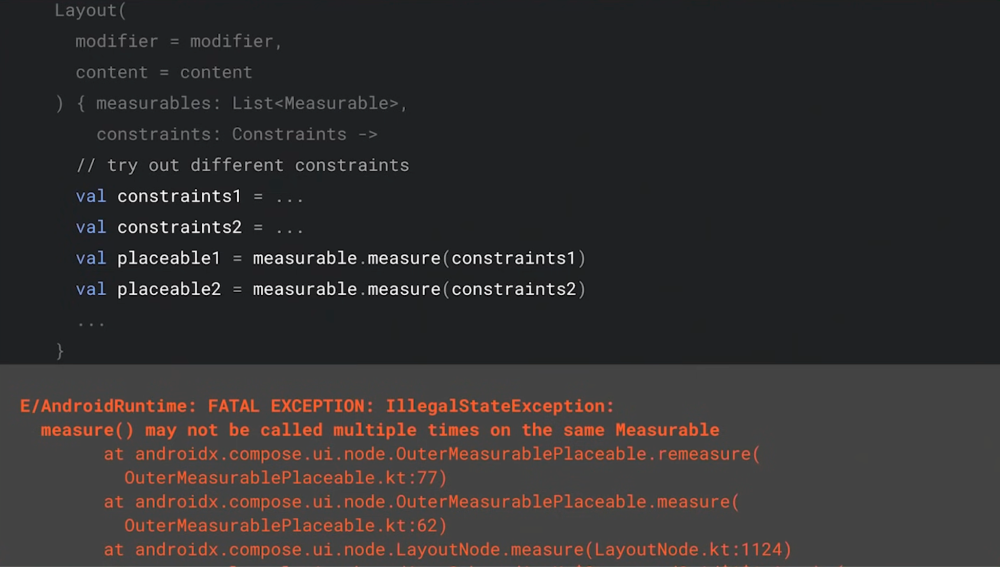 Layout(
modifier = modifier,
content = content
) { measurables: List<Measurable>,
constraints: Constraints ->
// try out different constraints
val constraints1 = ...
val constraints2 = ...
val placeable1 = measurable.measure(constraints1)
val placeable2 = measurable.measure(constraints2)
...
}
E/AndroidRuntime: FATAL EXCEPTION: IllegalStateException:
measure() may not be called multiple times on the same Measurable
at androidx.compose.ui.node.OuterMeasurablePlaceable.remeasure(
OuterMeasurablePlaceable.kt:77)
at androidx.compose.ui.node.OuterMeasurablePlaceable.measure(
OuterMeasurablePlaceable.kt:62)
at androidx.compose.ui.node.LayoutNode.measure(LayoutNode.kt:1124)